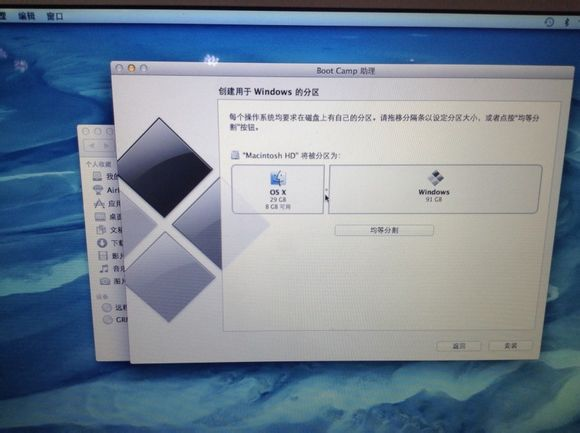 编辑 窗口
Boot Camp 助理
创建用于 Windows 的分区
每个操作系统均要求在磁盘上有自己的分区。请拖移分隔条以设定分区大小，或者点按“均等分
割”按钮。
"Macintosh HD" 将被分区为：
OS X
29 GB
8 GB 可用
Windows
91 GB
均等分割
返回
安装
个人收藏
我的
Air
应用
桌面
文稿
下载
影片
音乐
图片
设备
远程